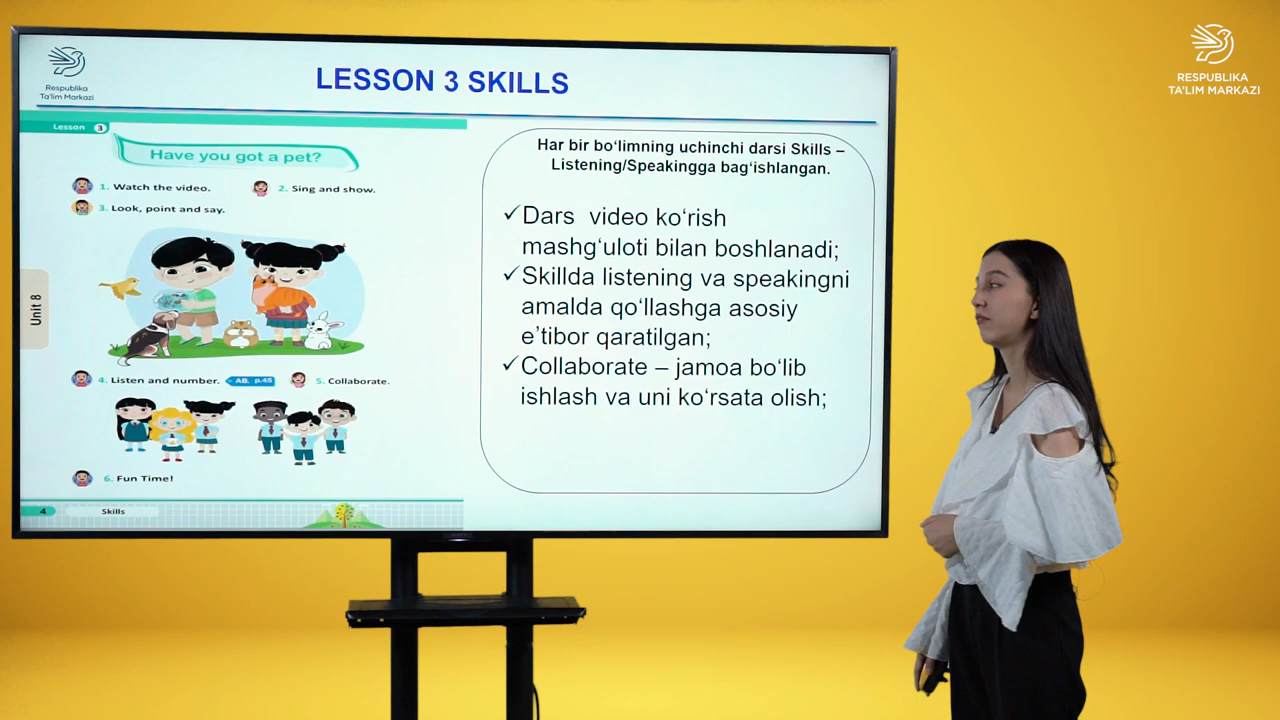 Respublika
Ta'lim Markazi
LESSON 3 SKILLS
RESPUBLIKA
TA'LIM MARKAZI
Lesson 3
Have you got a pet?
1. Watch the video.
2. Sing and show.
3. Look, point and say.
Unit 8
4. Listen and number.
AB. p.45
5. Collaborate.
6. Fun Time!
4
Skills
Har bir bo‘limning uchinchi darsi Skills –
Listening/Speakingga bag‘ishlangan.
✓Dars video ko‘rish
mashg‘uloti bilan boshlanadi;
✓Skillda listening va speakingni
amalda qo‘llashga asosiy
e’tibor qaratilgan;
✓Collaborate – jamoa bo‘lib
ishlash va uni ko‘rsata olish;